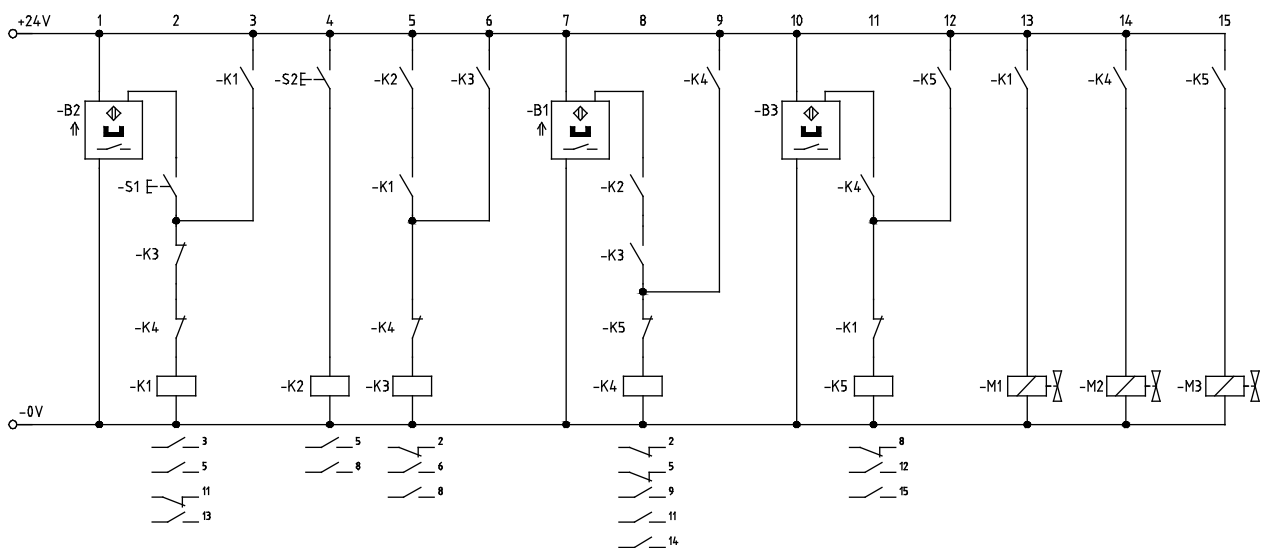 +24V 1 2 3 4 5 6 7 8 9 10 11 12 13 14 15
-K1 -S2 -K2 -K3 -K4 -K5 -K1 -K4 -K5
-B2 -B1 -B3
-S1 -K1 -K2 -K4
-K3 -K3
-K4 -K4 -K5 -K1
-K1 -K2 -K3 -K4 -K5 -M1 -M2 -M3
-0V
3 5 2 2 8
5 8 6 5 12
11 8 9 15
13 11
14